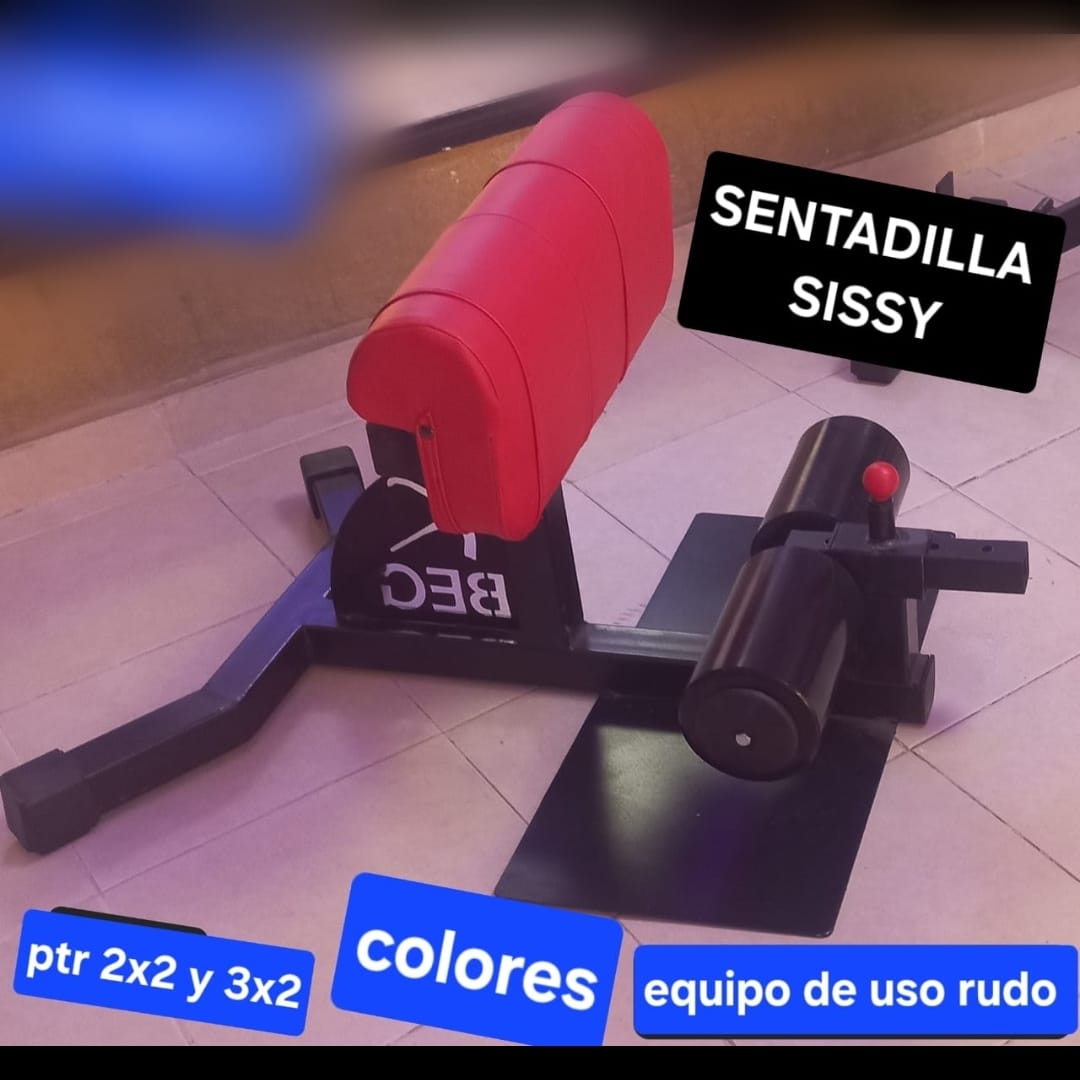 SENTADILLA
SISSY
BEG
ptr 2x2 y 3x2
colores
equipo de uso rudo